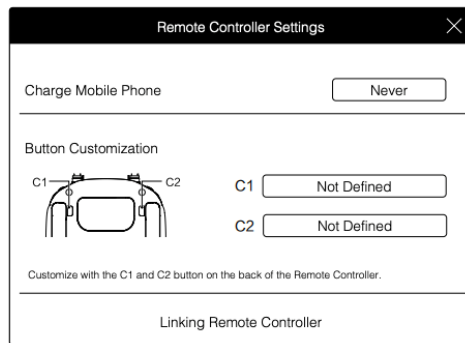 Remote Controller Settings
Charge Mobile Phone Never
Button Customization
C1 C2
C1 Not Defined
C2 Not Defined
Customize with the C1 and C2 button on the back of the Remote Controller.
Linking Remote Controller